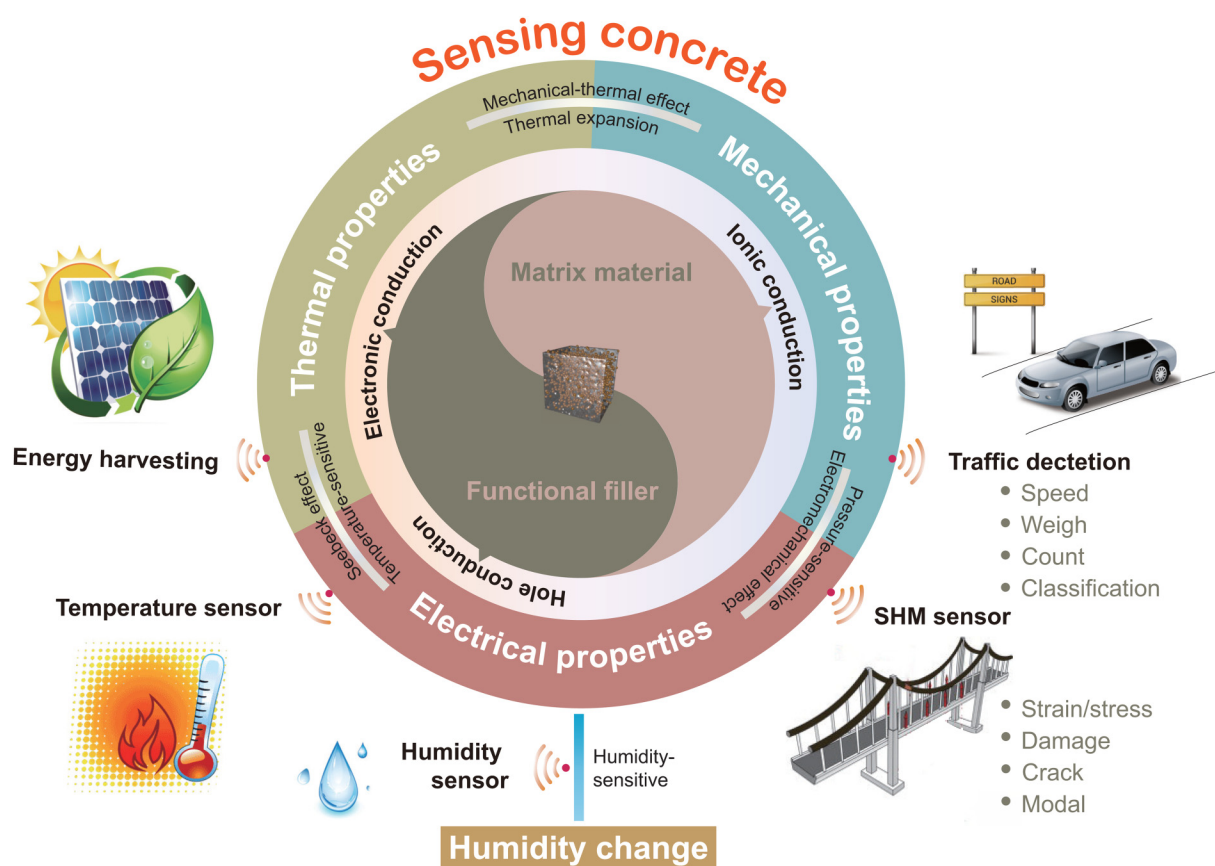 Sensing concrete
Mechanical-thermal effect
Thermal expansion
Thermal properties
Mechanical properties
Electronic conduction
Ionic conduction
Matrix material
Functional filler
Hole conduction
Seebeck effect
Temperature-sensitive
Pressure-sensitive
Electromechanical effect
Electrical properties
Energy harvesting
Temperature sensor
ROAD
SIGNS
Traffic dectetion
• Speed
• Weigh
• Count
• Classification
SHM sensor
• Strain/stress
• Damage
• Crack
• Modal
Humidity
sensor
Humidity-
sensitive
Humidity change